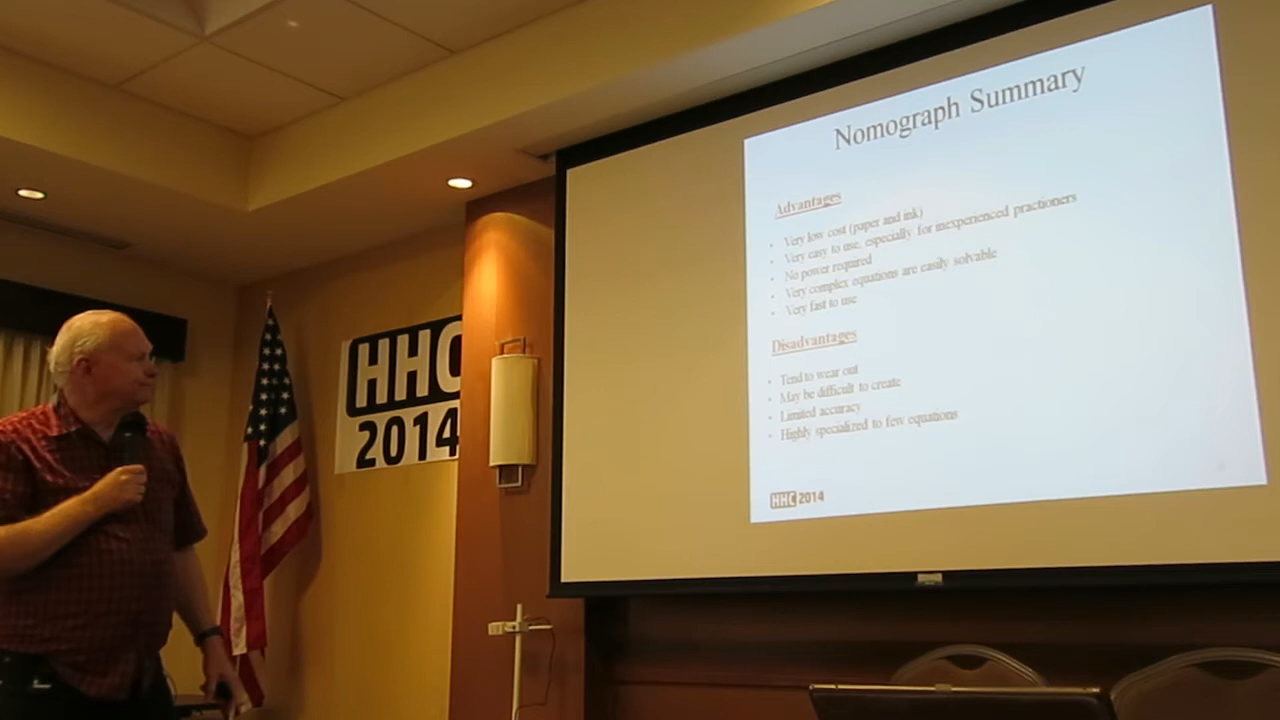 Nomograph Summary
Advantages
• Very low cost (paper and ink)
• Very easy to use, especially for inexperienced practioners
• No power required
• Very complex equations are easily solvable
• Very fast to use
Disadvantages
• Tend to wear out
• May be difficult to create
• Limited accuracy
• Highly specialized to few equations
HHC 2014
HHC
2014